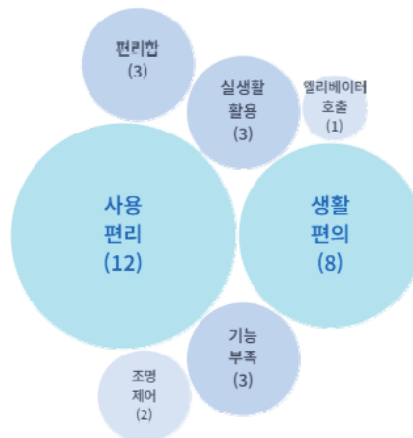 편리함
(3)
실생활
활용
(3)
엘리베이터
호출
(1)
사용
편리
(12)
생활
편의
(8)
기능
부족
(3)
조명
제어
(2)